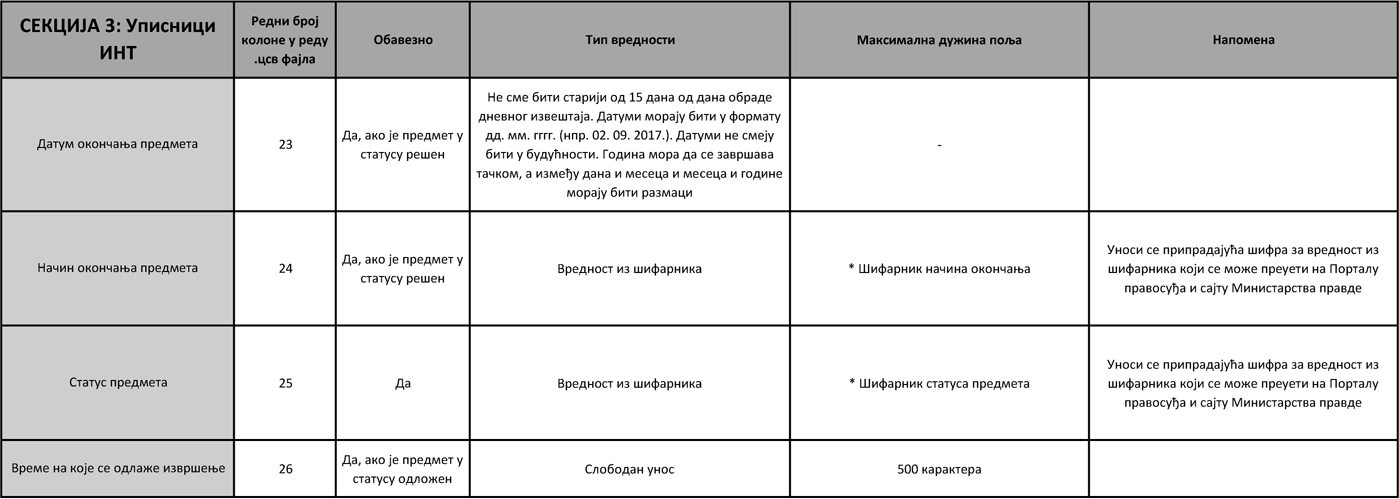 СЕКЦИЈА 3: Уписници
ИНТ
Редни број
колоне у реду
.цсв фајла
Обавезно
Тип вредности
Максимална дужина поља
Напомена
Датум окончања предмета
23
Да, ако је предмет у
статусу решен
Не сме бити старији од 15 дана од дана обраде
дневног извештаја. Датуми морају бити у формату
дд. мм. гггг. (нпр. 02. 09. 2017.). Датуми не смеју
бити у будућности. Година мора да се завршава
тачком, а између дана и месеца и месеца и године
морају бити размаци
-
Начин окончања предмета
24
Да, ако је предмет у
статусу решен
Вредност из шифарника
* Шифарник начина окончања
Уноси се припрадајућа шифра за вредност из
шифарника који се може преуети на Порталу
правосуђа и сајту Министарства правде
Статус предмета
25
Да
Вредност из шифарника
* Шифарник статуса предмета
Уноси се припрадајућа шифра за вредност из
шифарника који се може преуети на Порталу
правосуђа и сајту Министарства правде
Време на које се одлаже извршење
26
Да, ако је предмет у
статусу одложен
Слободан унос
500 карактера